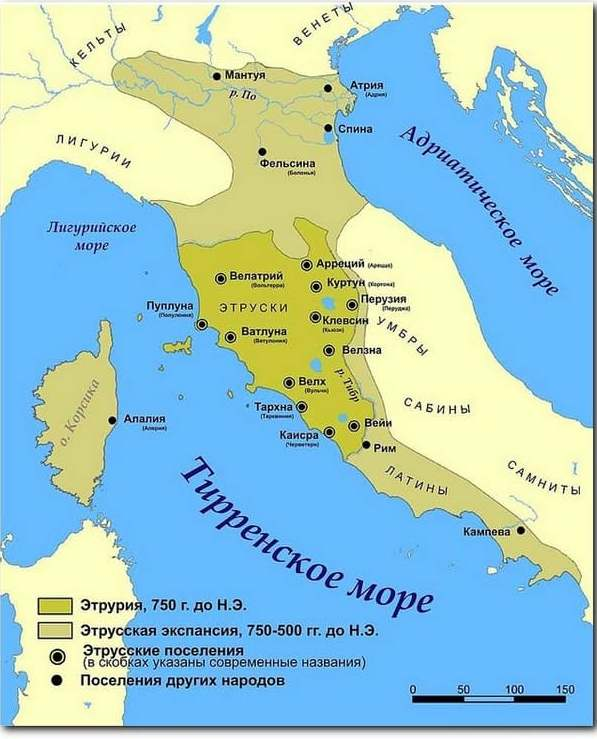 КЕЛЬТЫ
ВЕНЕТЫ
Мантуя
р. По
Атрия
(Адрия)
Спина
Фельсина
(Болонья)
ЛИГУРИИ
Адриатическое море
Лигурийское
море
Арреций (Ареццо)
Велатрий
(Вольтерра)
Куртун (Кортона)
ЭТРУСКИ
Перузия
(Перуджа)
Пуплуна
(Популония)
Клевсин
(Кьюзи)
УМБРЫ
Ватлуна
(Ветулония)
Велзна
р. Тибр
Велх
(Вульчи)
о. Корсика
САБИНЫ
Тархна
(Тарквиния)
Алалия
(Алерия)
Вейи
Каисра
(Черветери)
Рим
ЛАТИНЫ
САМНИТЫ
Тирренское море
Кампева
Этрурия, 750 г. до Н.Э.
Этрусская экспансия, 750-500 гг. до Н.Э.
Этрусские поселения
(в скобках указаны современные названия)
Поселения других народов
0 50 100 150